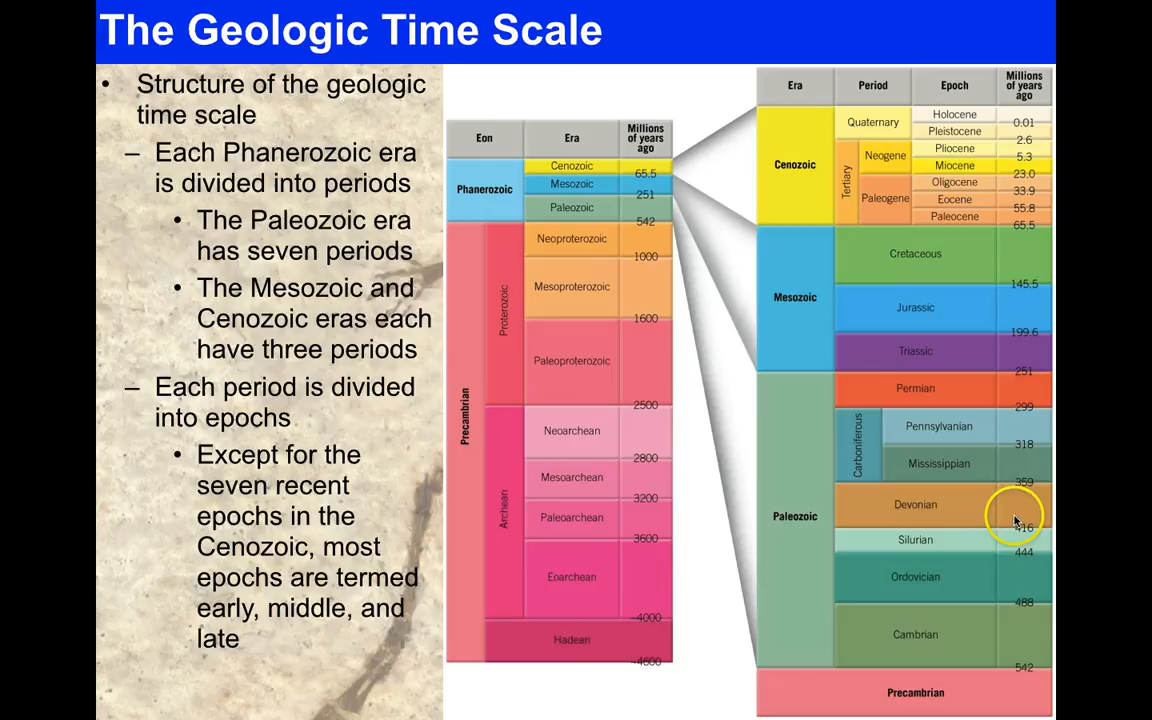 The Geologic Time Scale
• Structure of the geologic
time scale
– Each Phanerozoic era
is divided into periods
• The Paleozoic era
has seven periods
• The Mesozoic and
Cenozoic eras each
have three periods
– Each period is divided
into epochs
• Except for the
seven recent
epochs in the
Cenozoic, most
epochs are termed
early, middle, and
late
Eon Era Millions
of years
ago
Phanerozoic
Cenozoic
65.5
Mesozoic
251
Paleozoic
542
Precambrian
Proterozoic
Neoproterozoic
1000
Mesoproterozoic
1600
Paleoproterozoic
2500
Archean
Neoarchean
2800
Mesoarchean
3200
Paleoarchean
3600
Eoarchean
~4000
Hadean
~4600
Era Period Epoch Millions
of years
ago
Cenozoic
Quaternary
Holocene
0.01
Pleistocene
2.6
Tertiary
Neogene
Pliocene
5.3
Miocene
23.0
Paleogene
Oligocene
33.9
Eocene
55.8
Paleocene
65.5
Mesozoic
Cretaceous
145.5
Jurassic
199.6
Triassic
251
Paleozoic
Permian
299
Carboniferous
Pennsylvanian
318
Mississippian
359
Devonian
416
Silurian
444
Ordovician
488
Cambrian
542
Precambrian